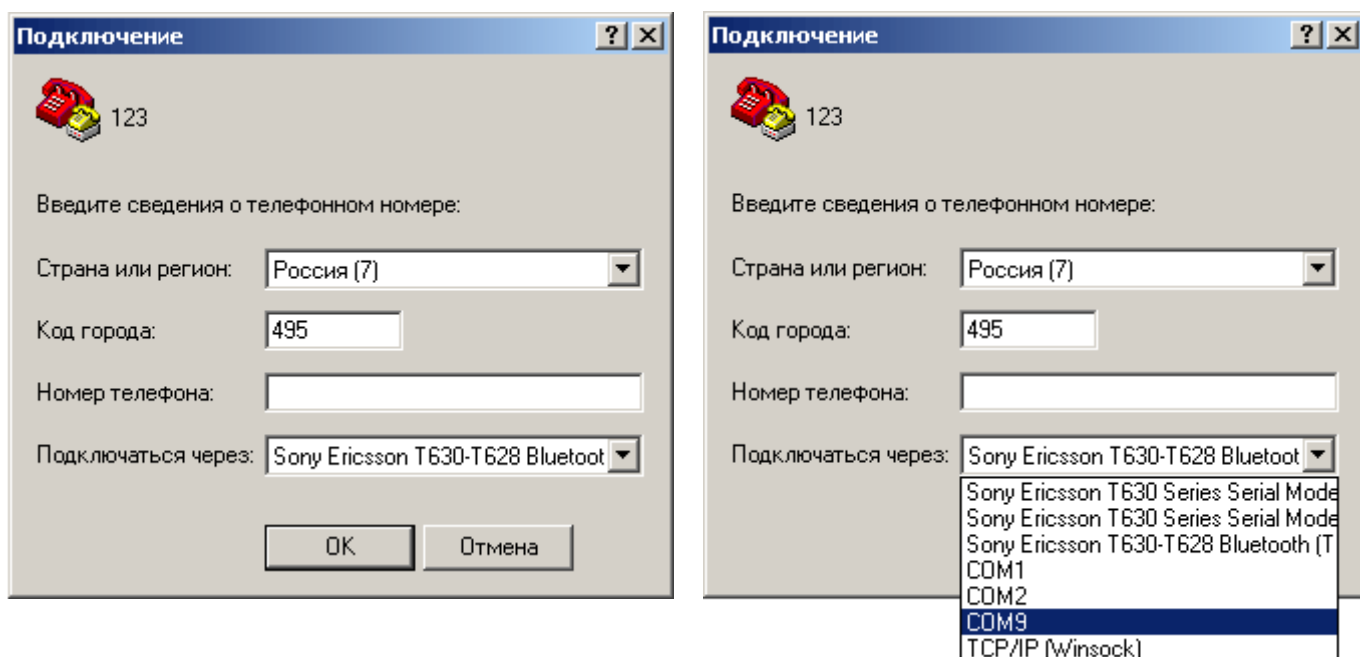 Подключение
123
Введите сведения о телефонном номере:
Страна или регион: Россия (7)
Код города: 495
Номер телефона:
Подключаться через: Sony Ericsson T630-T628 Bluetoot
OK Отмена
Подключение
123
Введите сведения о телефонном номере:
Страна или регион: Россия (7)
Код города: 495
Номер телефона:
Подключаться через: Sony Ericsson T630-T628 Bluetoot
Sony Ericsson T630 Series Serial Mode
Sony Ericsson T630 Series Serial Mode
Sony Ericsson T630-T628 Bluetooth (T
COM1
COM2
COM9
TCP/IP (Winsock)